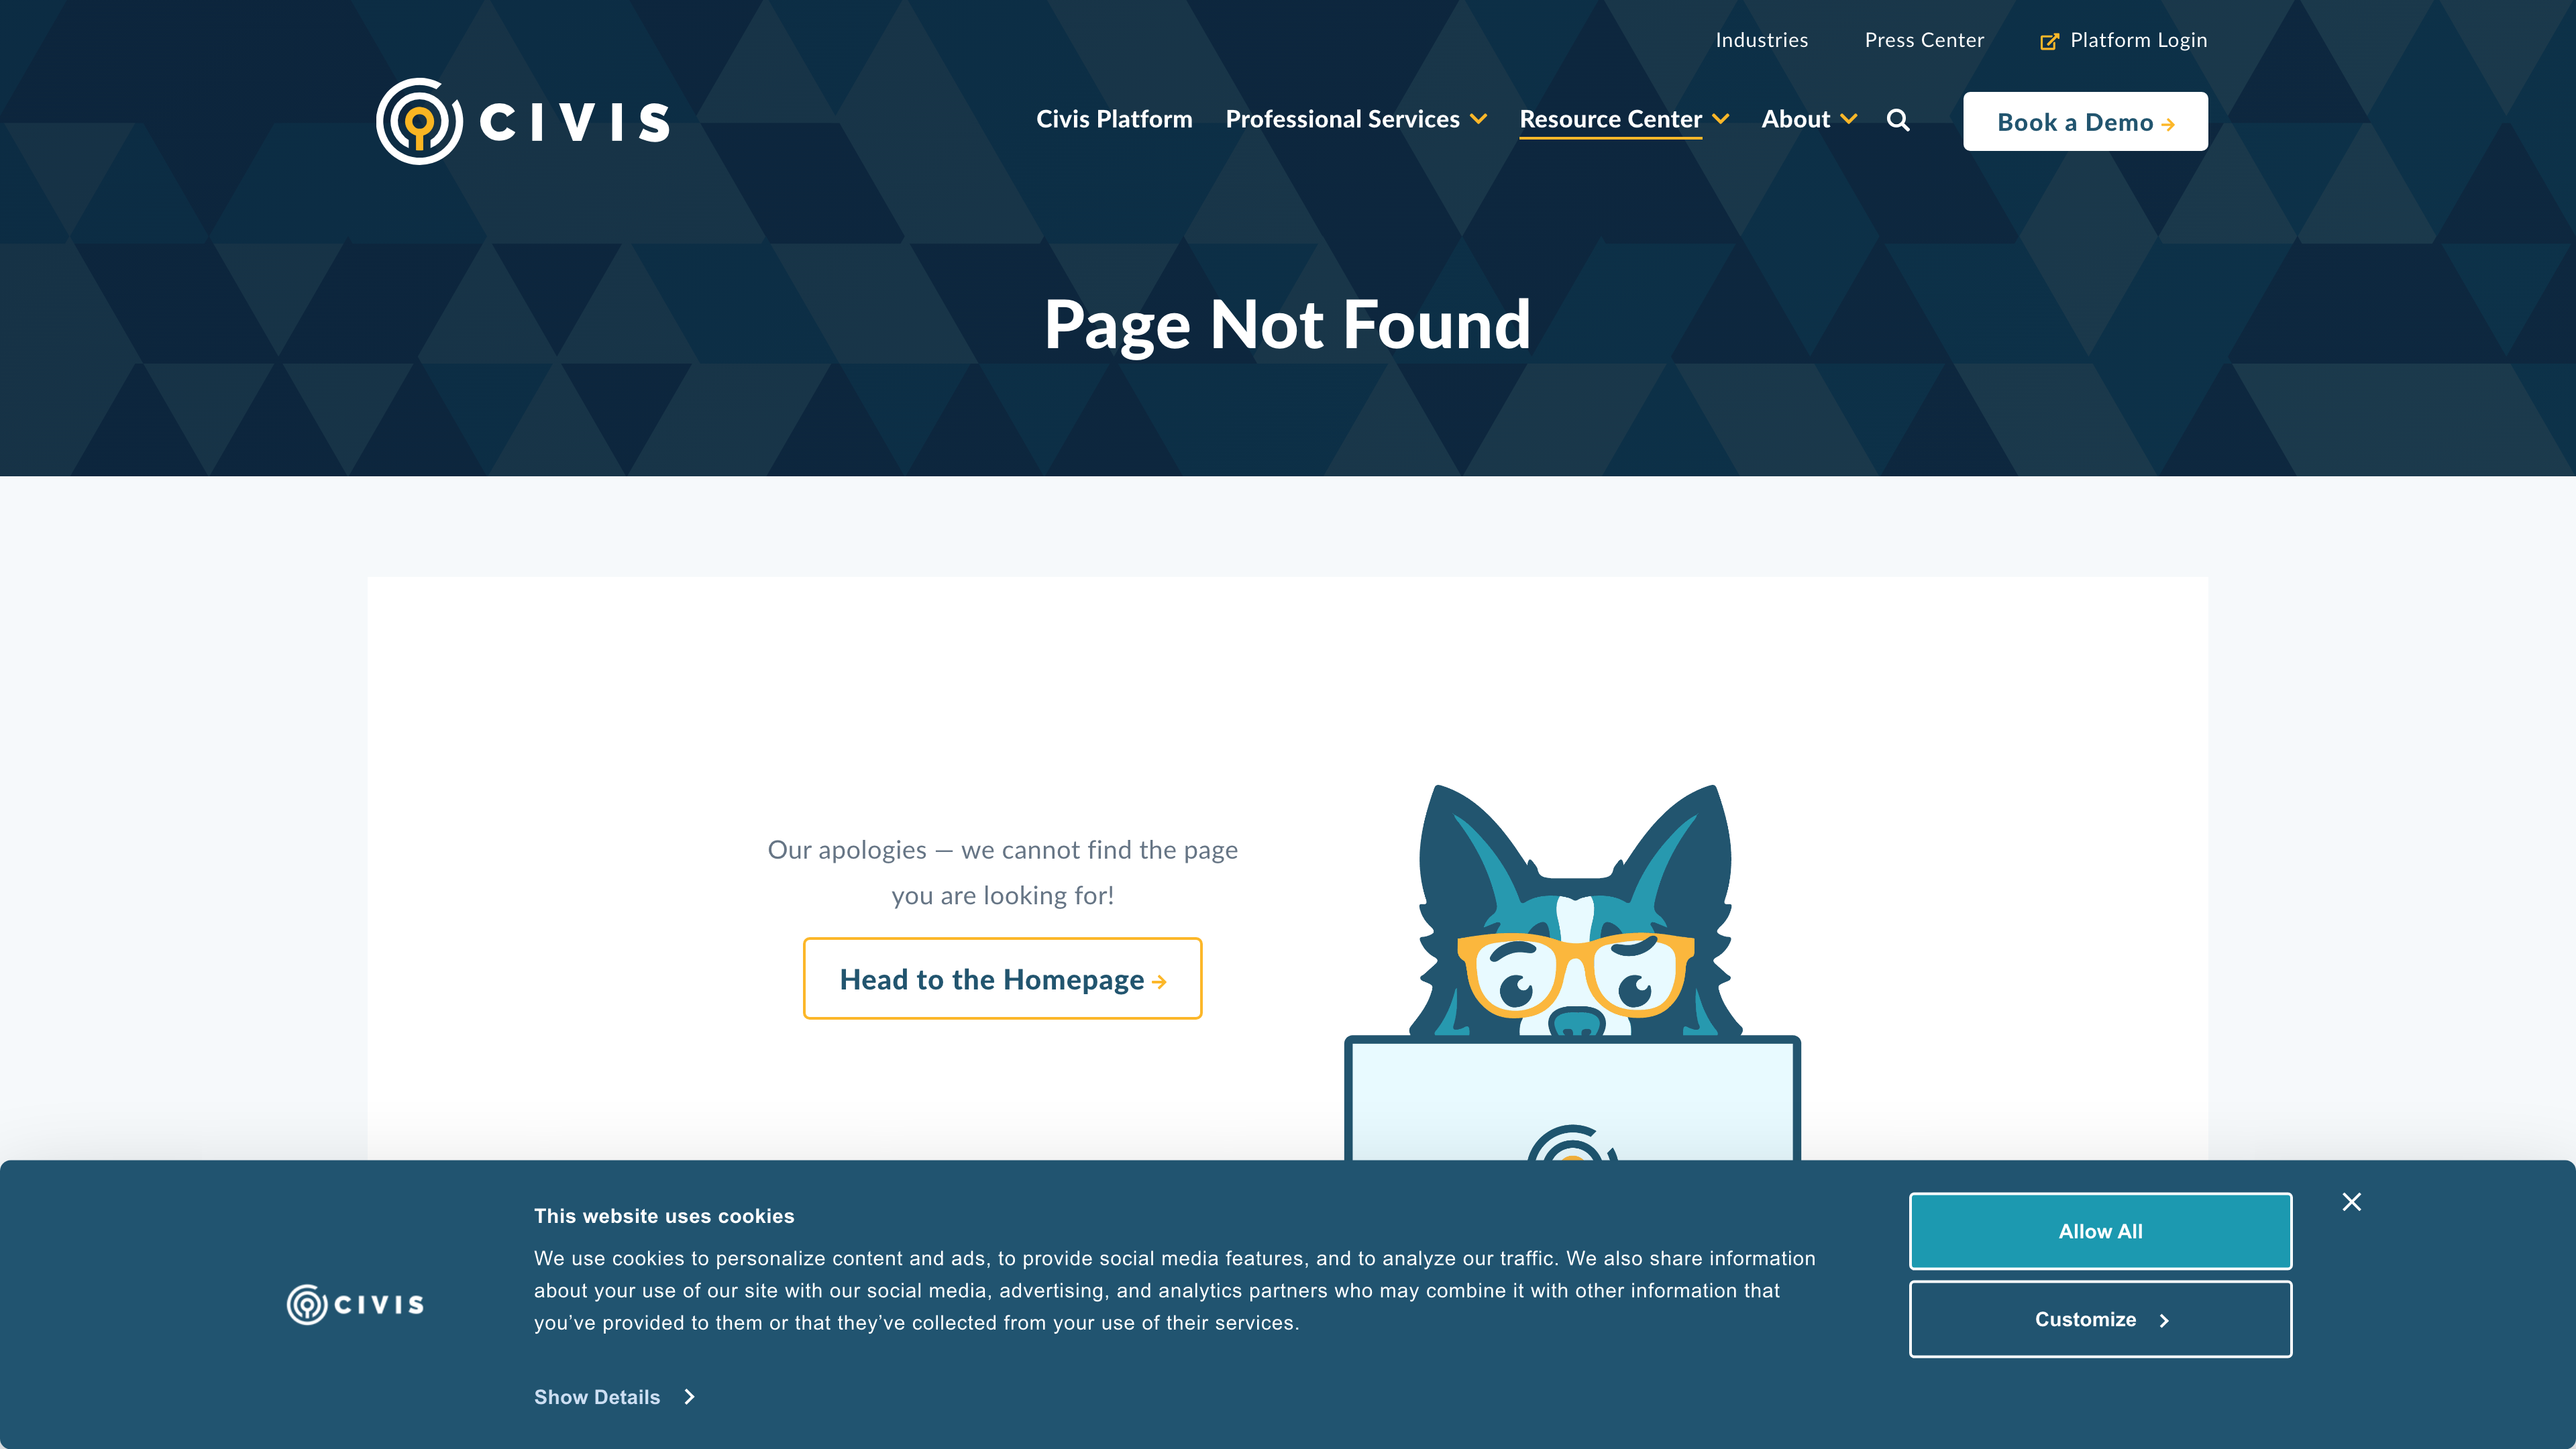 Industries
Press Center
Platform Login
CIVIS
Civis Platform
Professional Services
Resource Center
About
Book a Demo
Page Not Found
Our apologies — we cannot find the page
you are looking for!
Head to the Homepage
This website uses cookies
We use cookies to personalize content and ads, to provide social media features, and to analyze our traffic. We also share information
about your use of our site with our social media, advertising, and analytics partners who may combine it with other information that
you’ve provided to them or that they’ve collected from your use of their services.
CIVIS
Allow All
Customize
Show Details